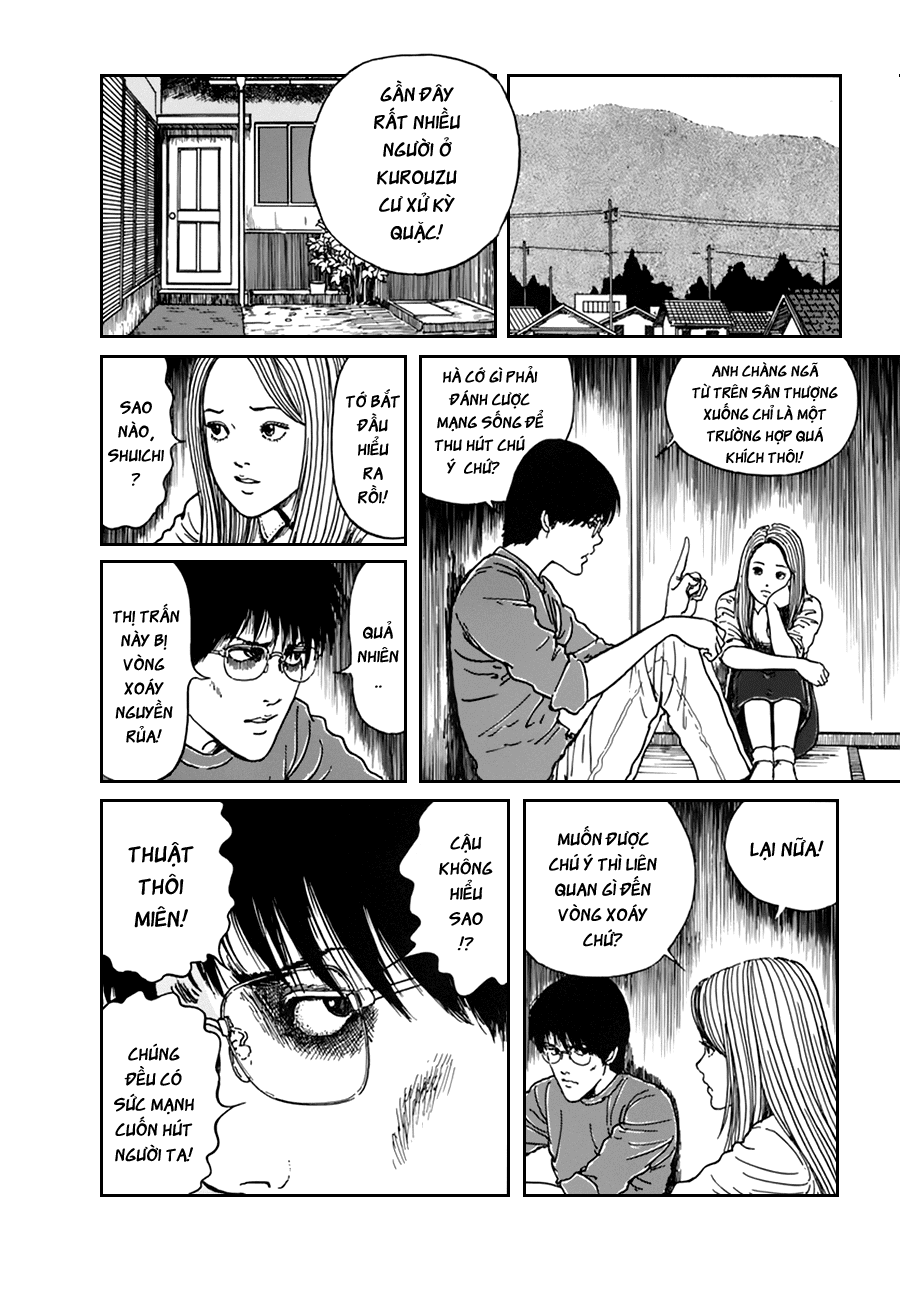 GẦN ĐÂY
RẤT NHIỀU
NGƯỜI Ở
KUROUZU
CƯ XỬ KỲ
QUẶC!
ANH CHÀNG NGÃ
TỪ TRÊN SÂN THƯỢNG
XUỐNG CHỈ LÀ MỘT
TRƯỜNG HỢP QUÁ
KHÍCH THÔI!
HÀ CỚ GÌ PHẢI
ĐÁNH CƯỢC
MẠNG SỐNG ĐỂ
THU HÚT CHÚ
Ý CHỨ?
TỚ BẮT
ĐẦU
HIỂU
RA
RỒI!
SAO
NÀO,
SHUICHI
?
QUẢ
NHIÊN
..
THỊ TRẤN
NÀY BỊ
VÒNG
XOÁY
NGUYỀN
RỦA!
LẠI NỮA!
MUỐN ĐƯỢC
CHÚ Ý THÌ LIÊN
QUAN GÌ ĐẾN
VÒNG XOÁY
CHỨ?
CẬU
KHÔNG
HIỂU
SAO
!?
THUẬT
THÔI
MIÊN!
CHÚNG
ĐỀU CÓ
SỨC MẠNH
CUỐN HÚT
NGƯỜI TA!